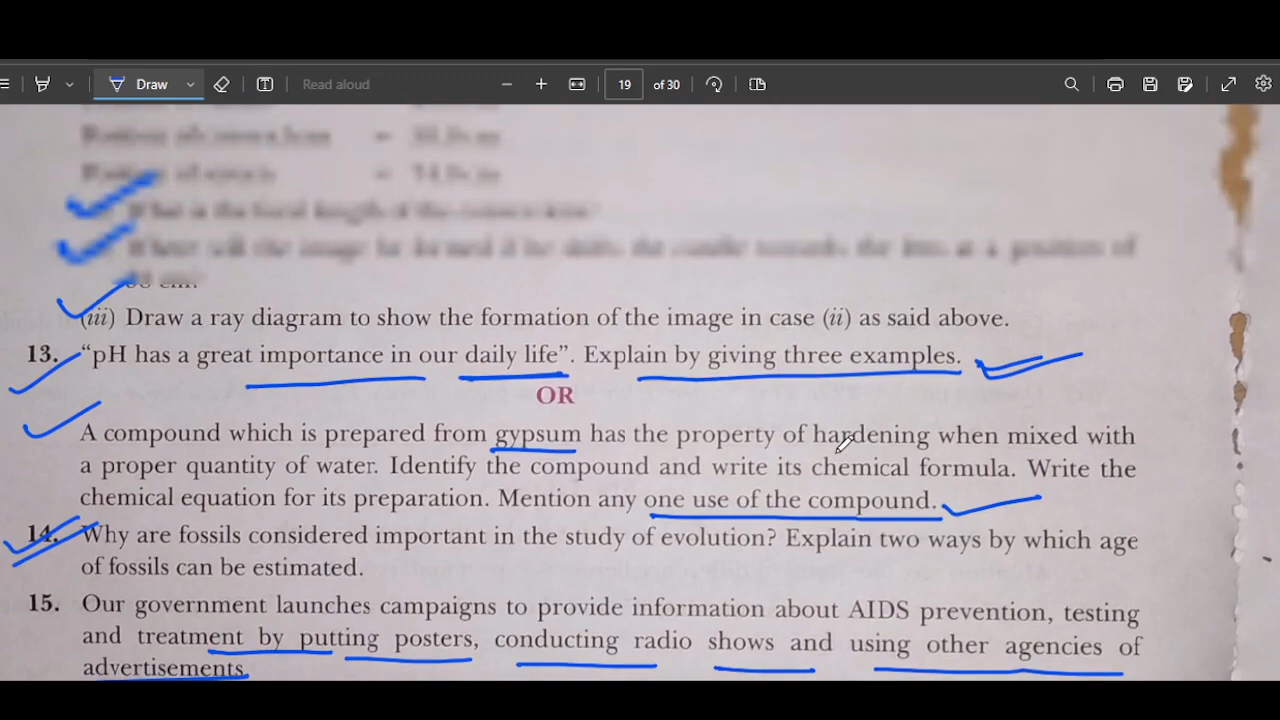 Draw
Read aloud
19 of 30
(iii) Draw a ray diagram to show the formation of the image in case (ii) as said above.
13. “pH has a great importance in our daily life”. Explain by giving three examples.
OR
A compound which is prepared from gypsum has the property of hardening when mixed with
a proper quantity of water. Identify the compound and write its chemical formula. Write the
chemical equation for its preparation. Mention any one use of the compound.
14. Why are fossils considered important in the study of evolution? Explain two ways by which age
of fossils can be estimated.
15. Our government launches campaigns to provide information about AIDS prevention, testing
and treatment by putting posters, conducting radio shows and using other agencies of
advertisements.